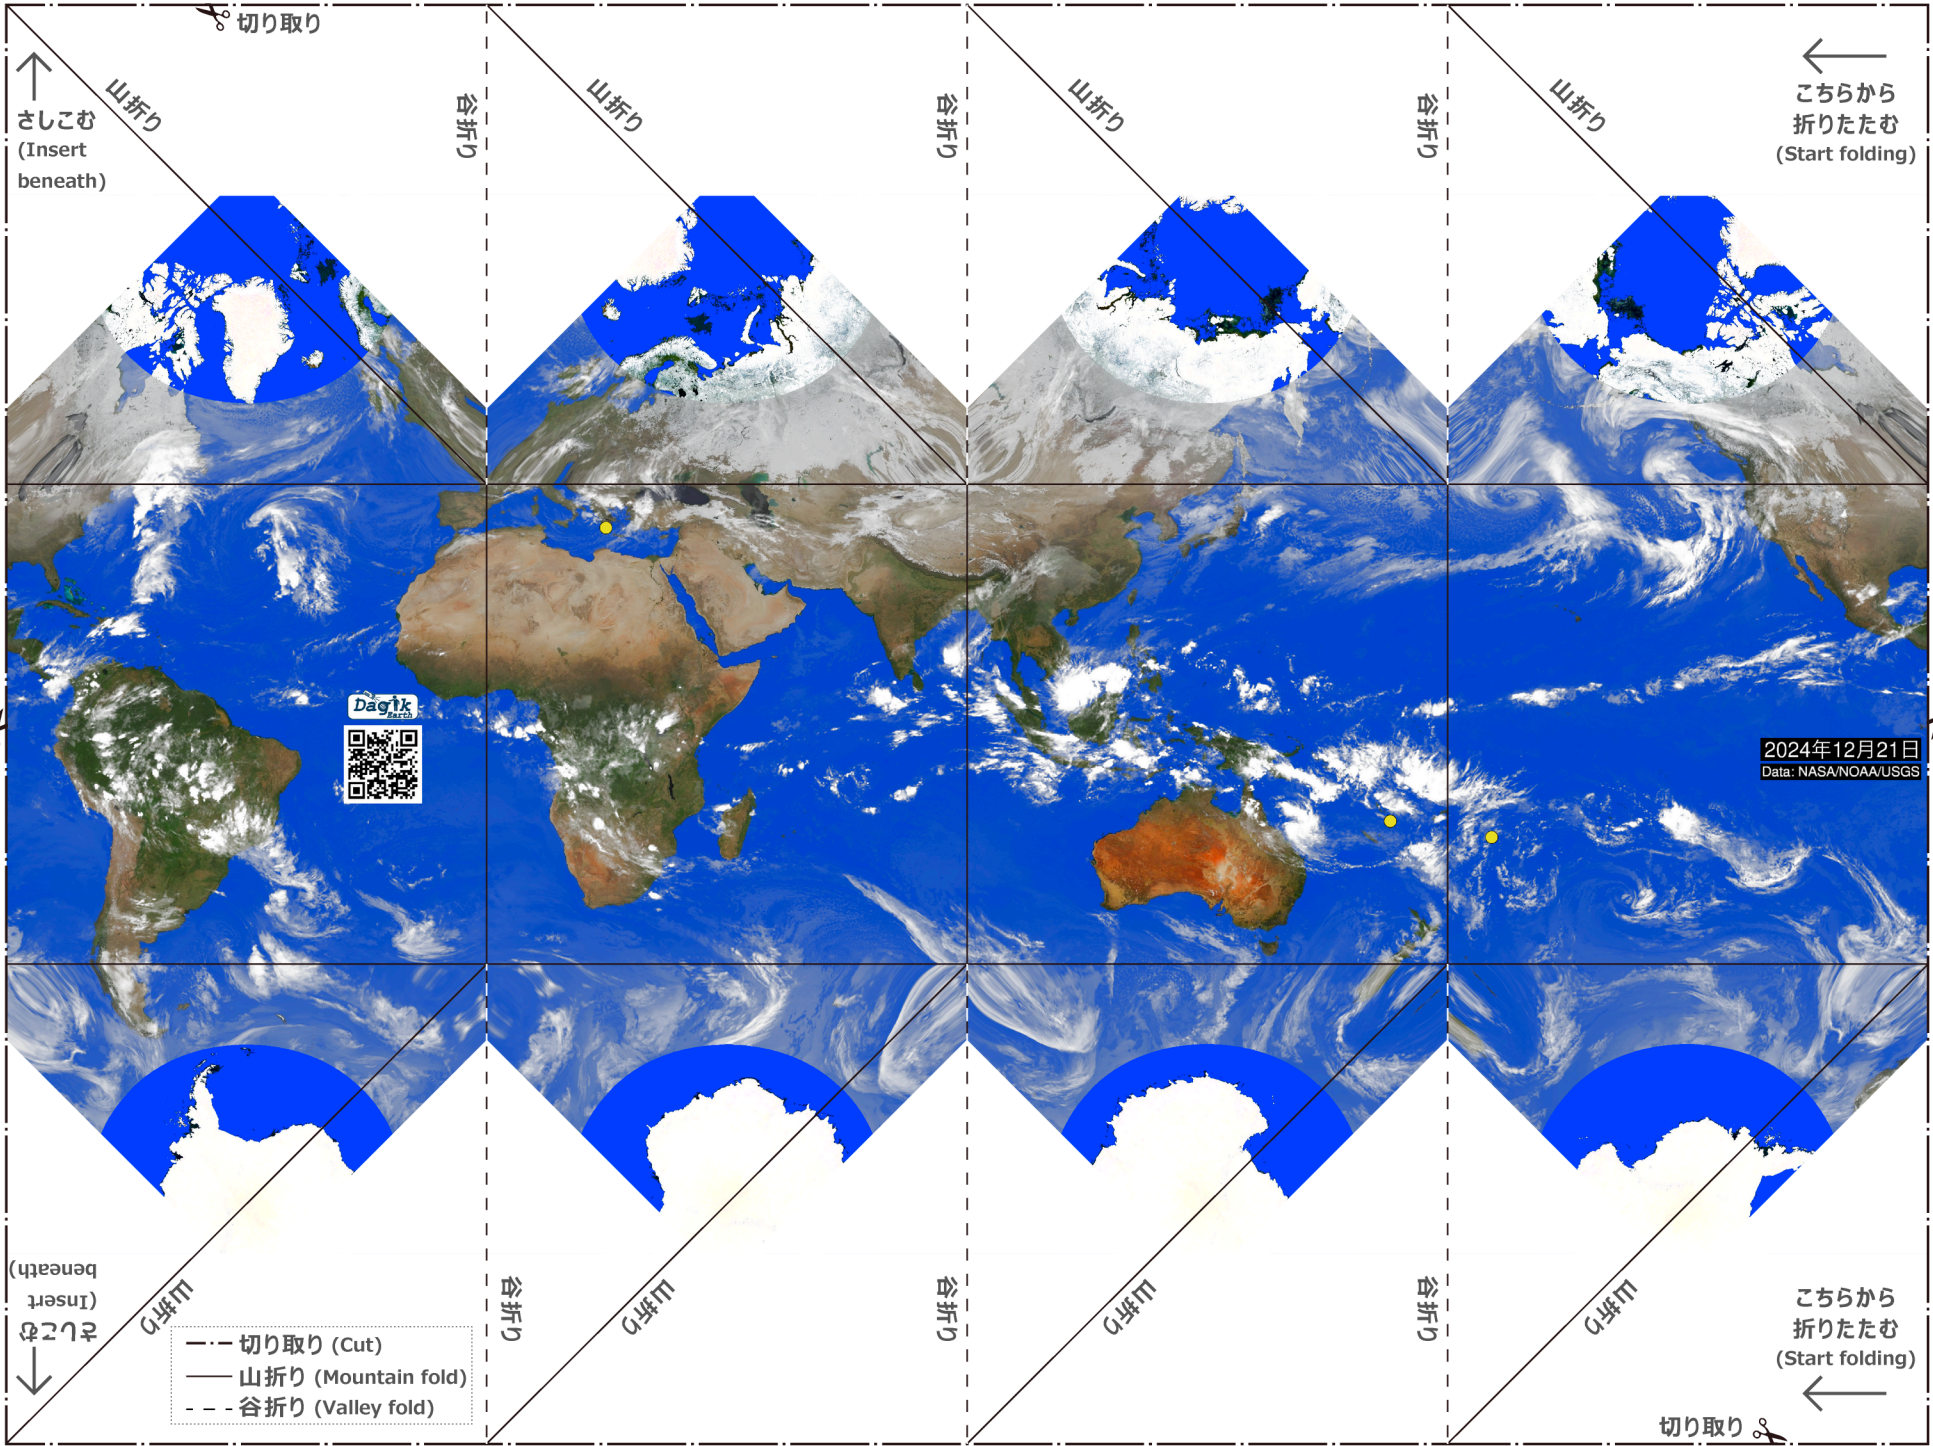 切り取り
山折り
谷折り
山折り
谷折り
山折り
谷折り
山折り
さしこむ
(Insert
beneath)
こちらから
折りたたむ
(Start folding)
Dagik
Earth
2024年12月21日
Data: NASA/NOAA/USGS
さしこむ
(Insert
beneath)
山折り
谷折り
山折り
谷折り
山折り
谷折り
山折り
切り取り (Cut)
山折り (Mountain fold)
谷折り (Valley fold)
こちらから
折りたたむ
(Start folding)
切り取り